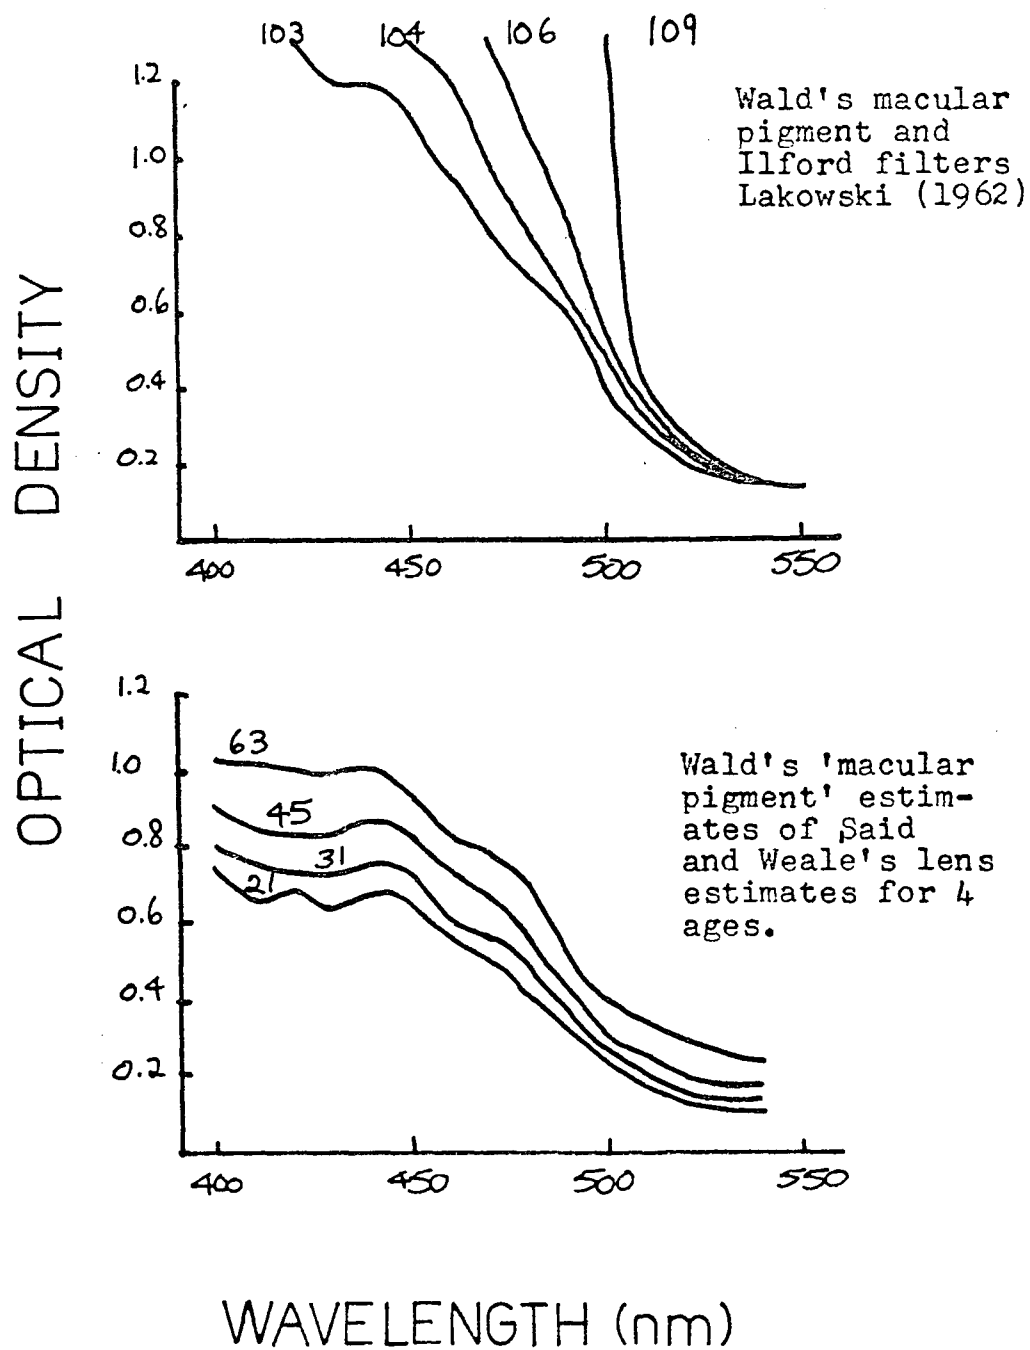 103 104 106 109
1.2
1.0
0.8
0.6
0.4
0.2
400 450 500 550
Wald's macular
pigment and
Ilford filters
Lakowski (1962)
OPTICAL DENSITY
1.2
1.0
0.8
0.6
0.4
0.2
63
45
31
21
400 450 500 550
Wald's 'macular
pigment' estim-
ates of Said
and Weale's lens
estimates for 4
ages.
WAVELENGTH (nm)